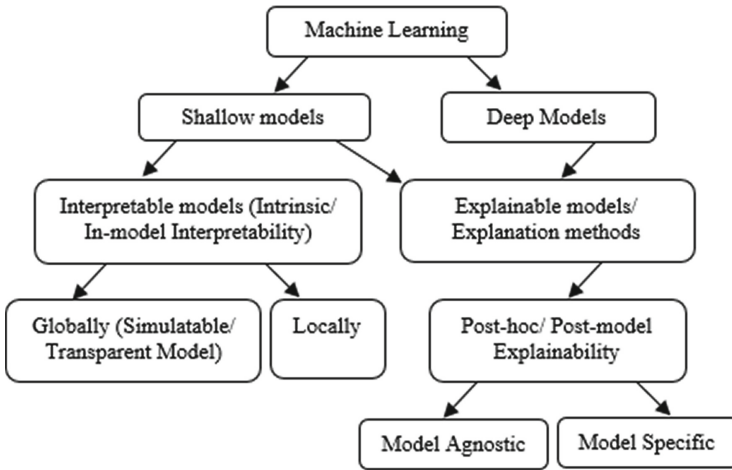 Machine Learning
Shallow models
Deep Models
Interpretable models (Intrinsic/
In-model Interpretability)
Explainable models/
Explanation methods
Globally (Simulatable/
Transparent Model)
Locally
Post-hoc/ Post-model
Explainability
Model Agnostic
Model Specific